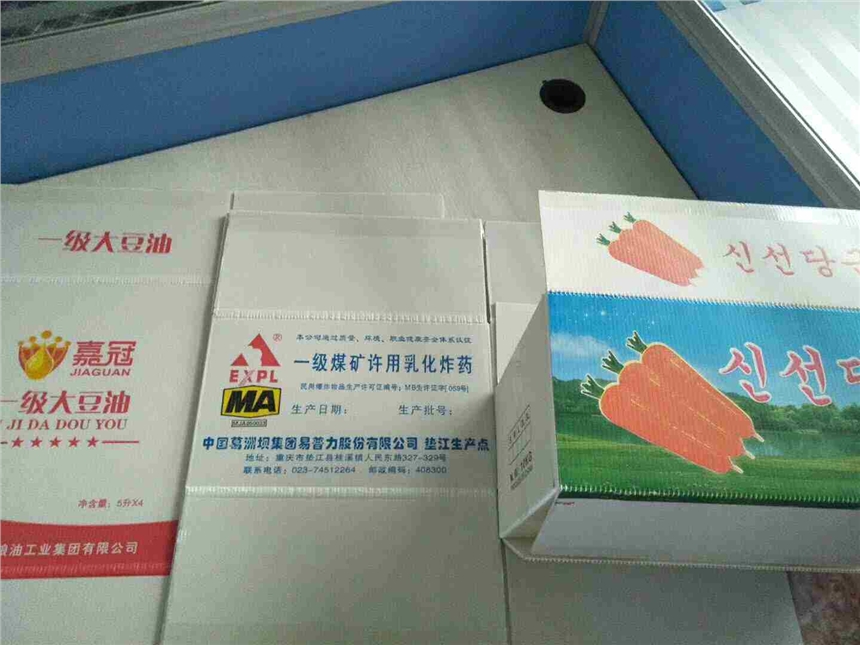 一级大豆油
嘉冠
JIAGUAN
一级大豆油
JI DA DOU YOU
净含量: 5升X4
粮油工业集团有限公司
本公司通过质量、环境、职业健康安全体系认证
EXPL
®
一级煤矿许用乳化炸药
民用爆炸物品生产许可证编号: MB生许证字[059号]
MA
生产日期:
生产批号:
中国葛洲坝集团易普力股份有限公司 垫江生产点
地址: 重庆市垫江县桂溪镇人民东路327-329号
联系电话: 023-74512264 邮政编码: 408300
신선당
신선당
10KG